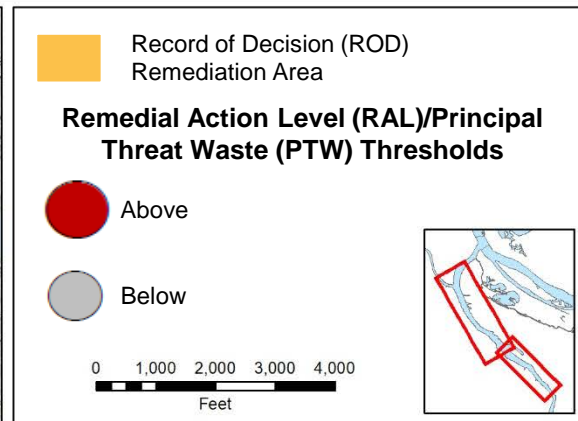 Record of Decision (ROD)
Remediation Area
Remedial Action Level (RAL)/Principal
Threat Waste (PTW) Thresholds
Above
Below
0 1,000 2,000 3,000 4,000
Feet